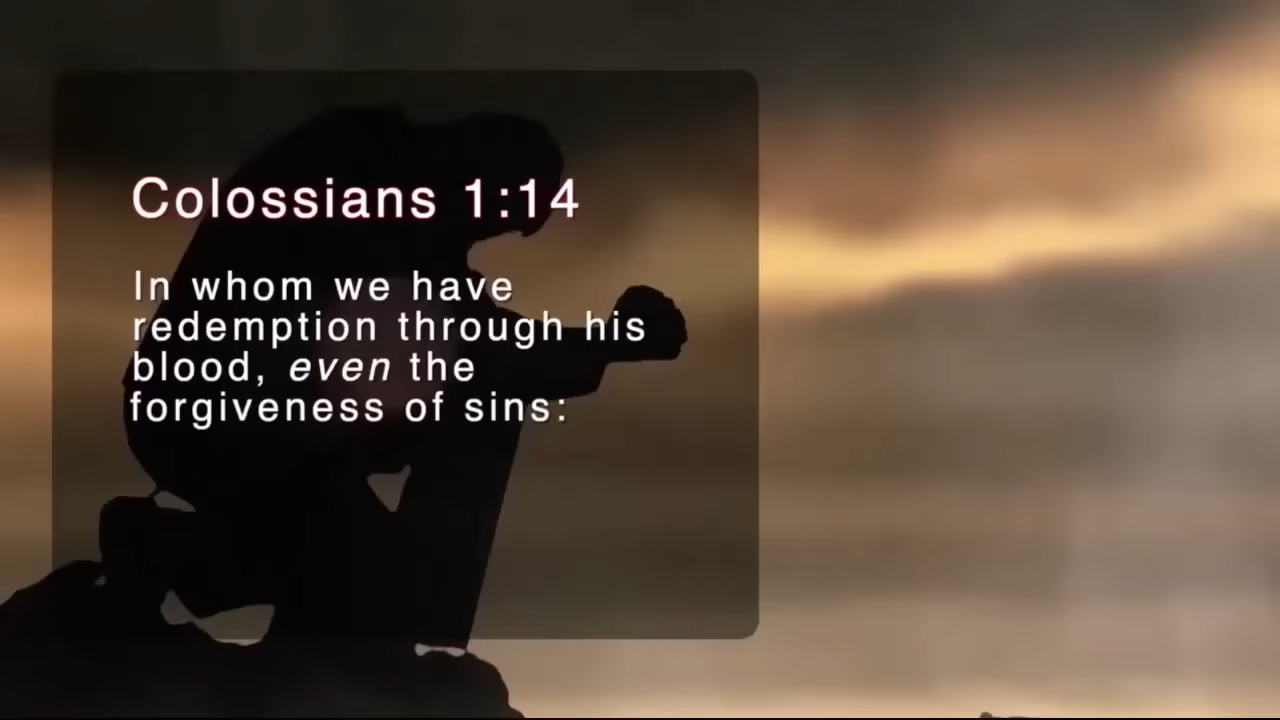 Colossians 1:14
In whom we have
redemption through his
blood, even the
forgiveness of sins: